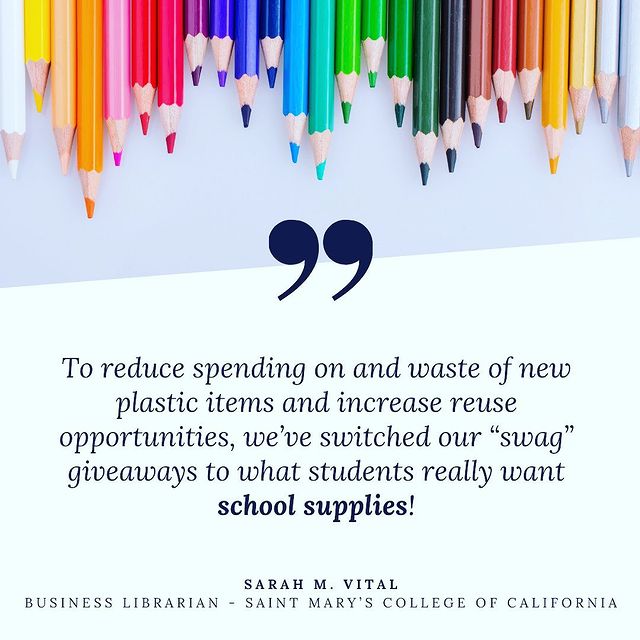 ”
To reduce spending on and waste of new
plastic items and increase reuse
opportunities, we’ve switched our “swag”
giveaways to what students really want
school supplies!
SARAH M. VITAL
BUSINESS LIBRARIAN - SAINT MARY’S COLLEGE OF CALIFORNIA